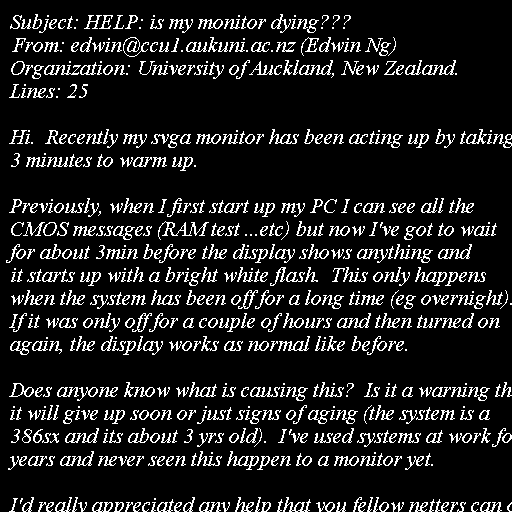 Subject: HELP: is my monitor dying???
From: edwin@ccu1.aukuni.ac.nz (Edwin Ng)
Organization: University of Auckland, New Zealand.
Lines: 25
Hi.  Recently my svga monitor has been acting up by taking
3 minutes to warm up.
Previously, when I first start up my PC I can see all the
CMOS messages (RAM test ...etc) but now I've got to wait
for about 3min before the display shows anything and
it starts up with a bright white flash.  This only happens
when the system has been off for a long time (eg overnight).
If it was only off for a couple of hours and then turned on
again, the display works as normal like before.
Does anyone know what is causing this?  Is it a warning th
it will give up soon or just signs of aging (the system is a
386sx and its about 3 yrs old).  I've used systems at work fo
years and never seen this happen to a monitor yet.
I'd really appreciated any help that you fellow netters can